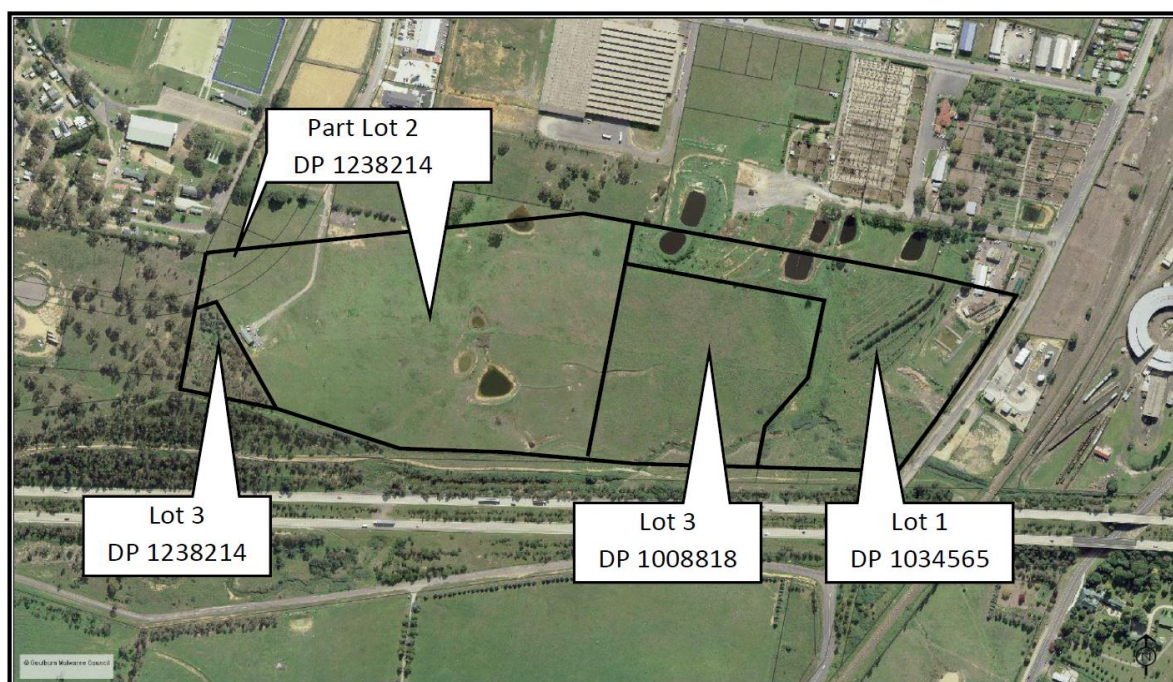 Part Lot 2
DP 1238214
Lot 3
DP 1238214
Lot 3
DP 1008818
Lot 1
DP 1034565
© Goulburn Mulwaree Council